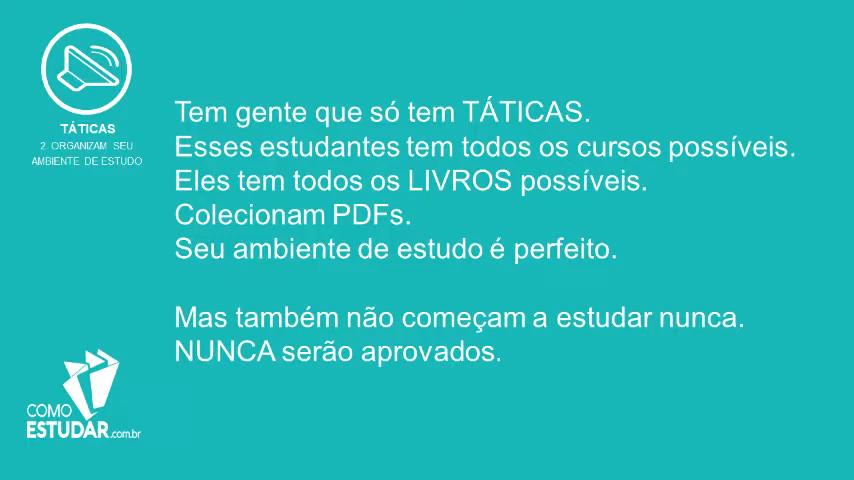 TÁTICAS
2. ORGANIZAM SEU
AMBIENTE DE ESTUDO
Tem gente que só tem TÁTICAS.
Esses estudantes tem todos os cursos possíveis.
Eles tem todos os LIVROS possíveis.
Colecionam PDFs.
Seu ambiente de estudo é perfeito.
Mas também não começam a estudar nunca.
NUNCA serão aprovados.
COMO
ESTUDAR.com.br